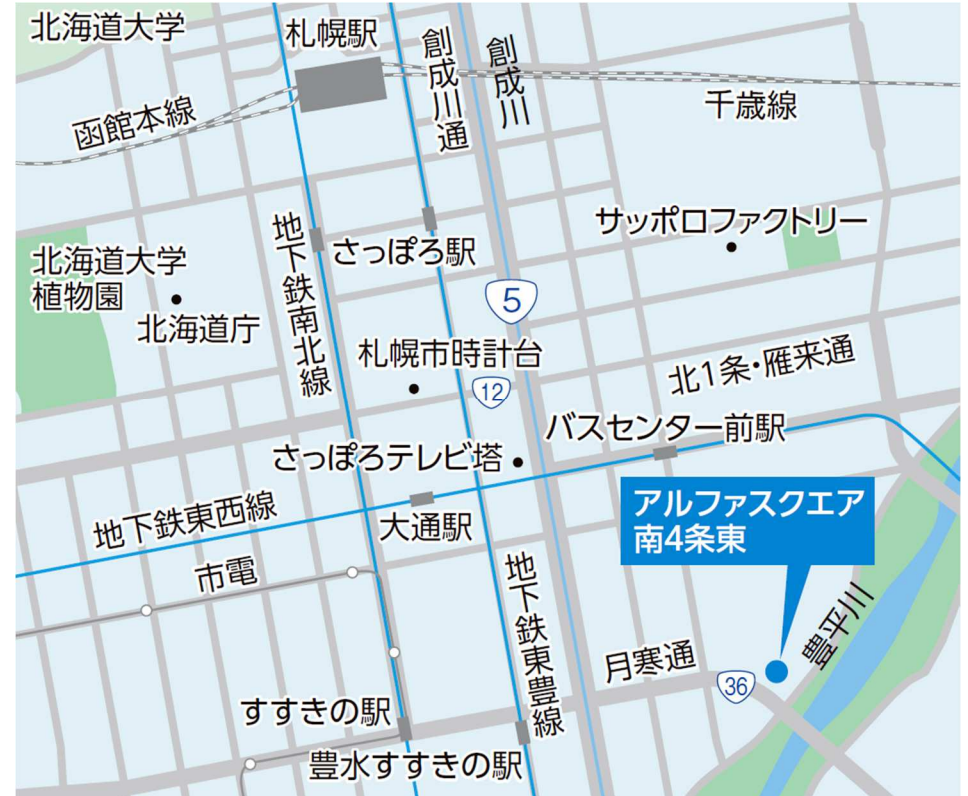 北海道大学
札幌駅
創成川通
創成川
函館本線
千歳線
サッポロファクトリー
地下鉄南北線
さっぽろ駅
北海道大学
植物園
北海道庁
5
札幌市時計台
12
北1条・雁来通
バスセンター前駅
さっぽろテレビ塔
アルファスクエア
南4条東
地下鉄東西線
大通駅
市電
地下鉄東豊線
豊平川
月寒通
36
すすきの駅
豊水すすきの駅